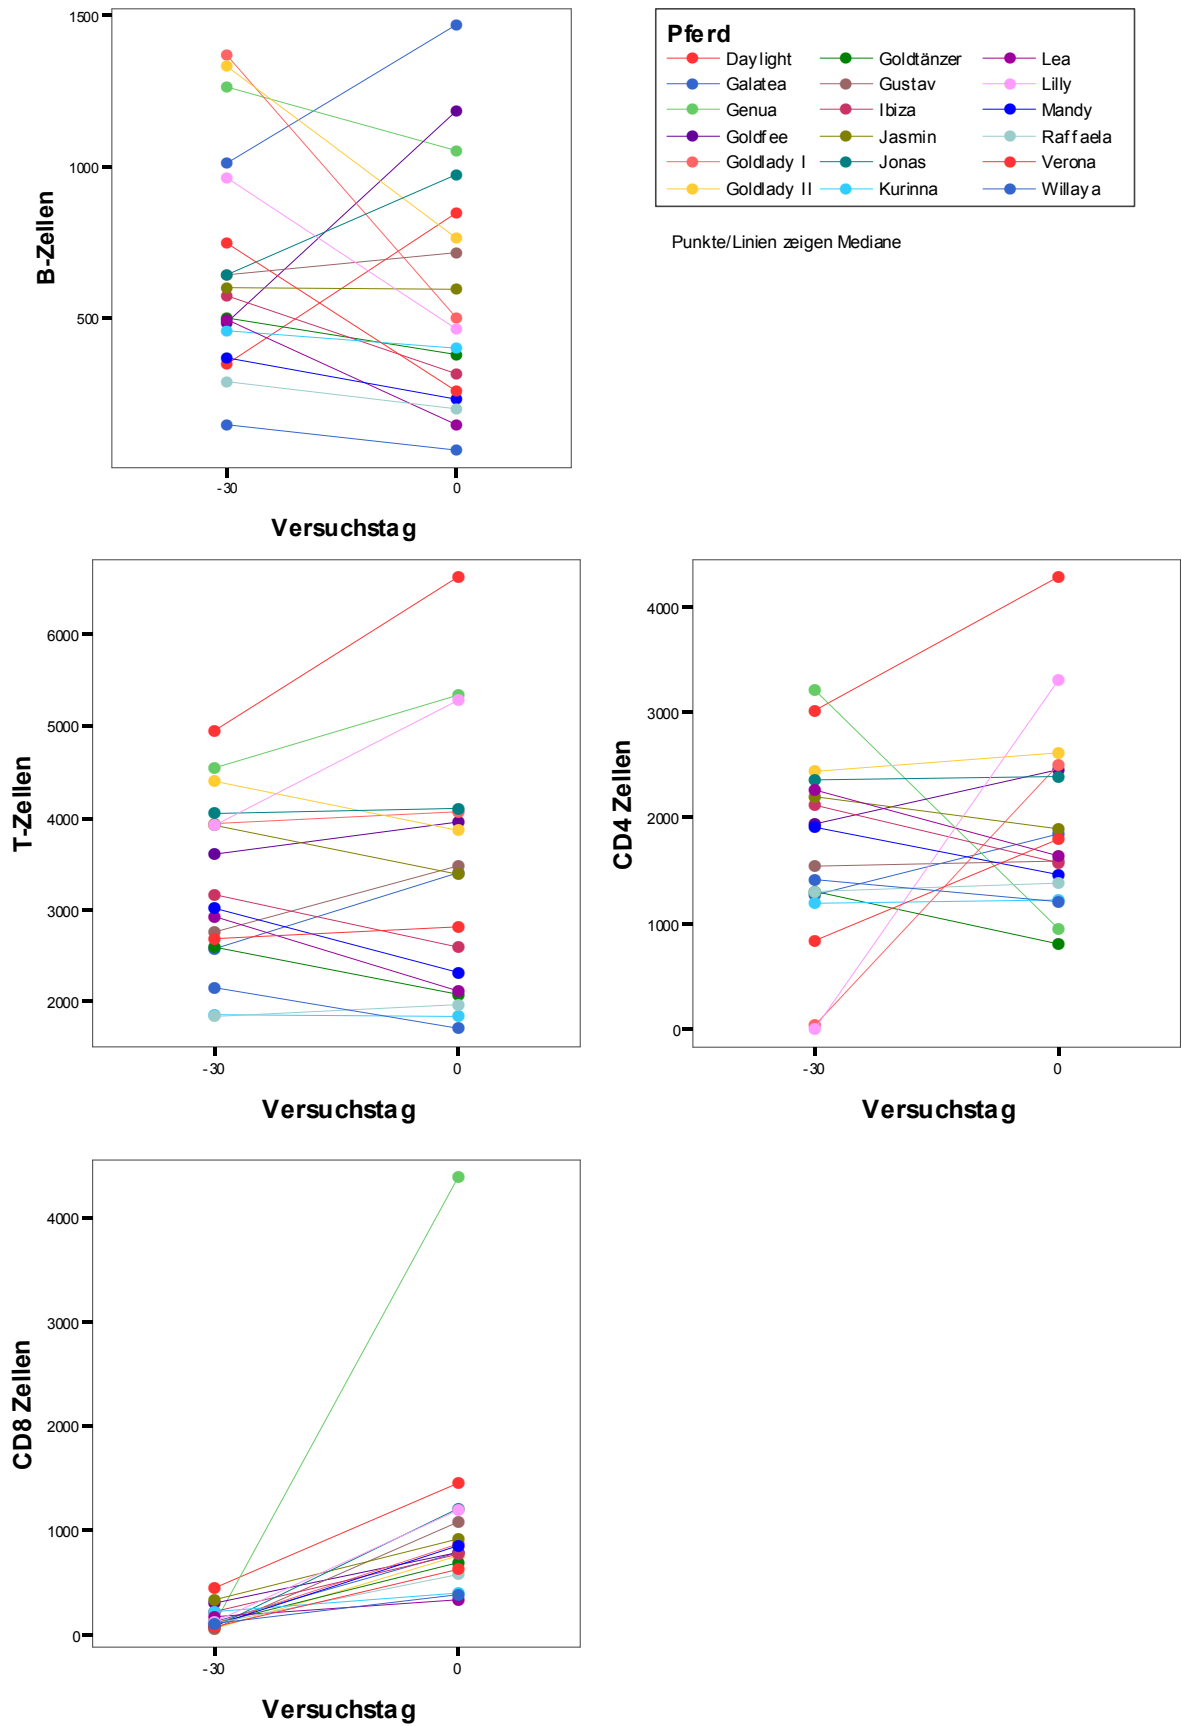 1500
1000
500
B-Zellen
-30 0
Versuchstag
Pferd
Daylight Goldtänzer Lea
Galatea Gustav Lilly
Genua Ibiza Mandy
Goldfee Jasmin Raffaela
Goldlady I Jonas Verona
Goldlady II Kurinna Willaya
Punkte/Linien zeigen Mediane
6000
5000
4000
3000
2000
T-Zellen
-30 0
Versuchstag
4000
3000
2000
1000
0
CD4 Zellen
-30 0
Versuchstag
4000
3000
2000
1000
0
CD8 Zellen
-30 0
Versuchstag